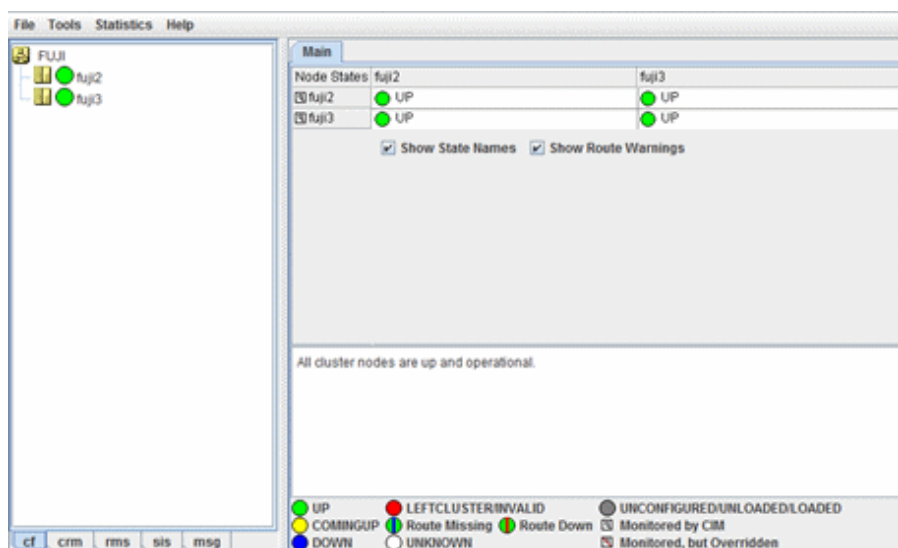 File Tools Statistics Help
FUJI
fuji2
fuji3
Main
Node States fuji2 fuji3
fuji2 UP UP
fuji3 UP UP
Show State Names Show Route Warnings
All cluster nodes are up and operational.
UP LEFTCLUSTER/INVALID UNCONFIGURED/UNLOADED/LOADED
COMINGUP Route Missing Route Down Monitored by CIM
DOWN UNKNOWN Monitored, but Overridden
cf crm rms sis msg